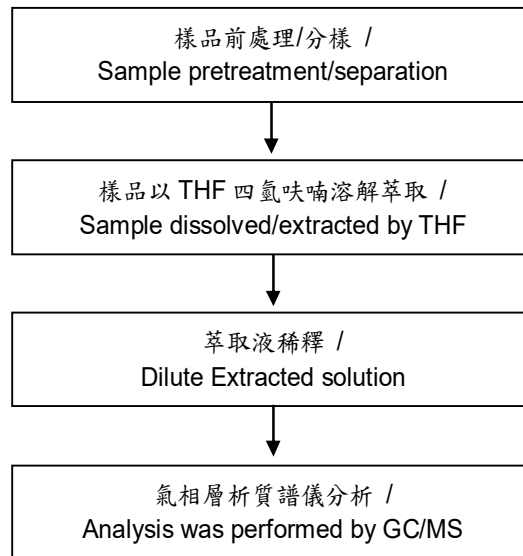 樣品前處理/分樣 /
Sample pretreatment/separation
樣品以 THF 四氫呋喃溶解萃取 /
Sample dissolved/extracted by THF
萃取液稀釋 /
Dilute Extracted solution
氣相層析質譜儀分析 /
Analysis was performed by GC/MS